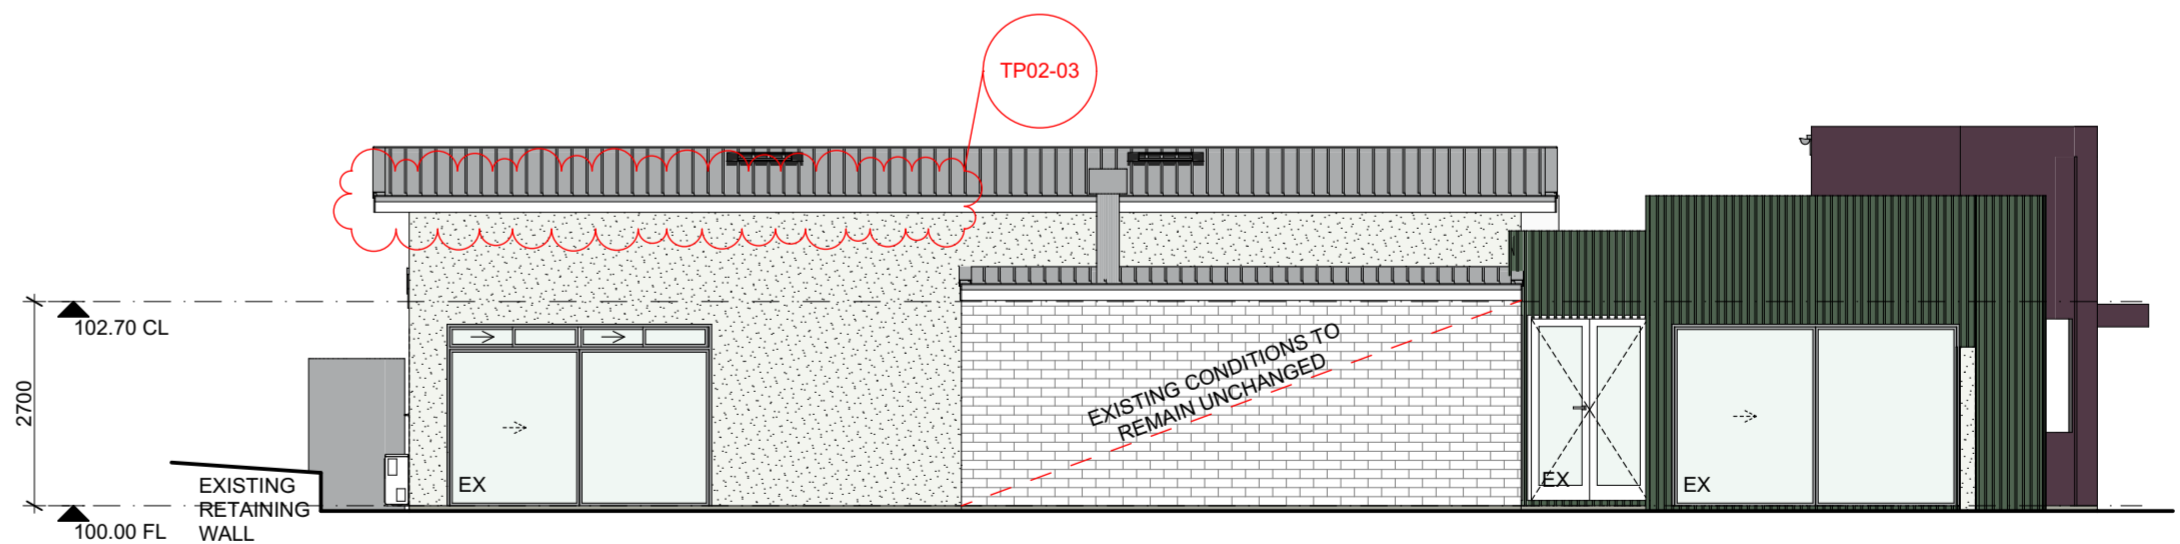 TP02-03
102.70 CL
2700
EXISTING CONDITIONS TO
REMAIN UNCHANGED
EX
EX
EX
EXISTING
RETAINING
WALL
100.00 FL